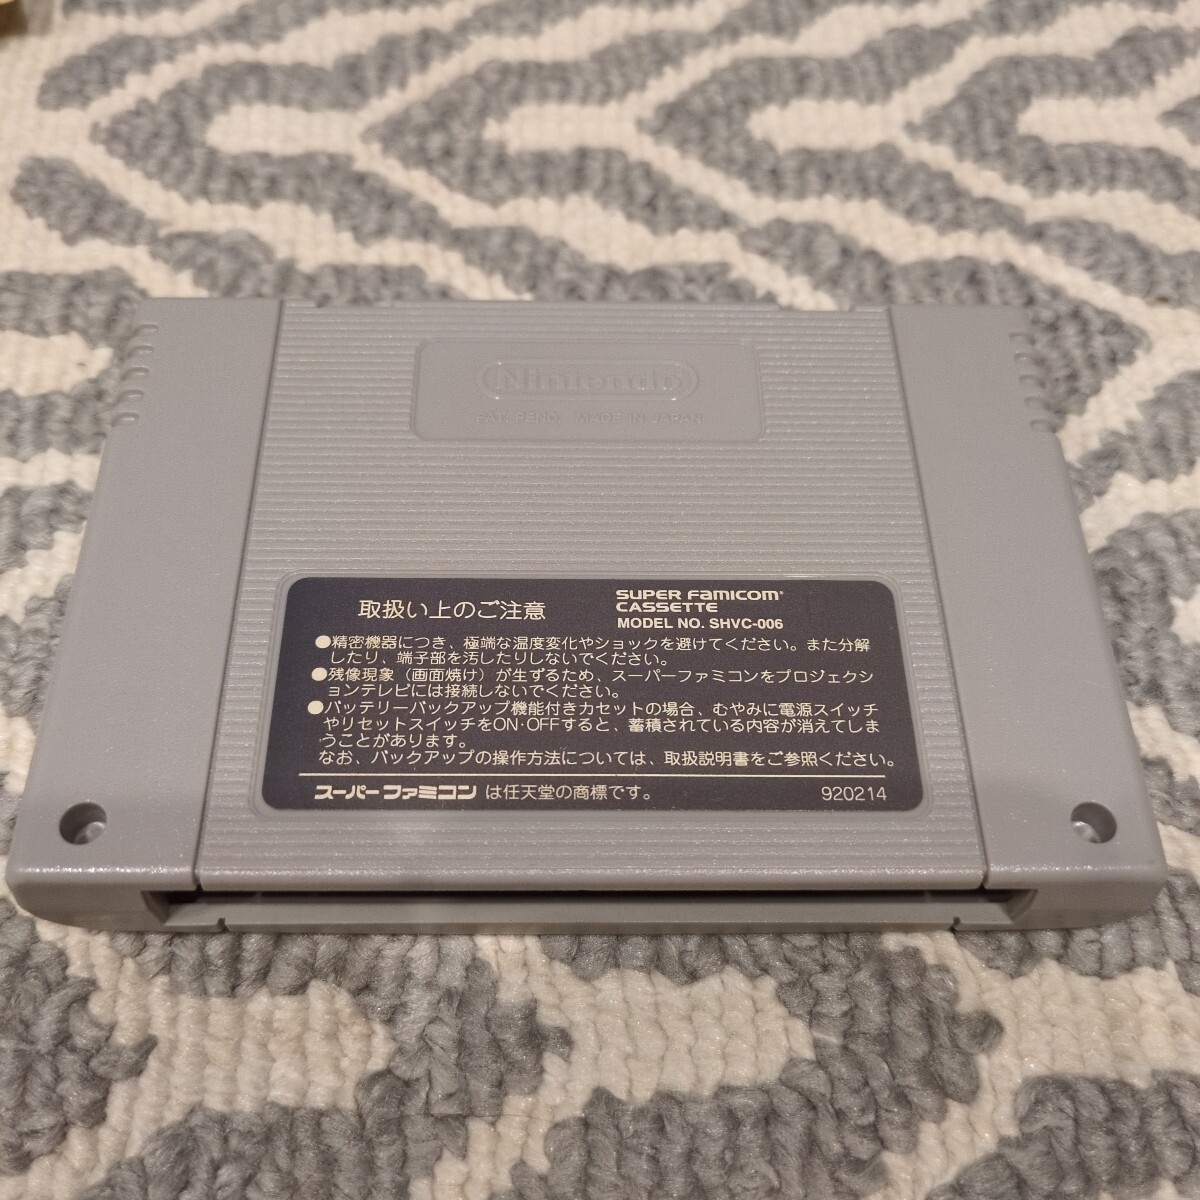 Nintendo
PAT. PEND. MADE IN JAPAN
取扱い上のご注意
SUPER FAMICOM®
CASSETTE
MODEL NO. SHVC-006
●精密機器につき、極端な温度変化やショックを避けてください。また分解
したり、端子部を汚したりしないでください。
●残像現象（画面焼け）が生ずるため、スーパーファミコンをプロジェクシ
ョンテレビには接続しないでください。
●バッテリーバックアップ機能付きカセットの場合、むやみに電源スイッチ
やリセットスイッチをON·OFFすると、蓄積されている内容が消えてしま
うことがあります。
なお、バックアップの操作方法については、取扱説明書をご参照ください。
スーパーファミコンは任天堂の商標です。
920214